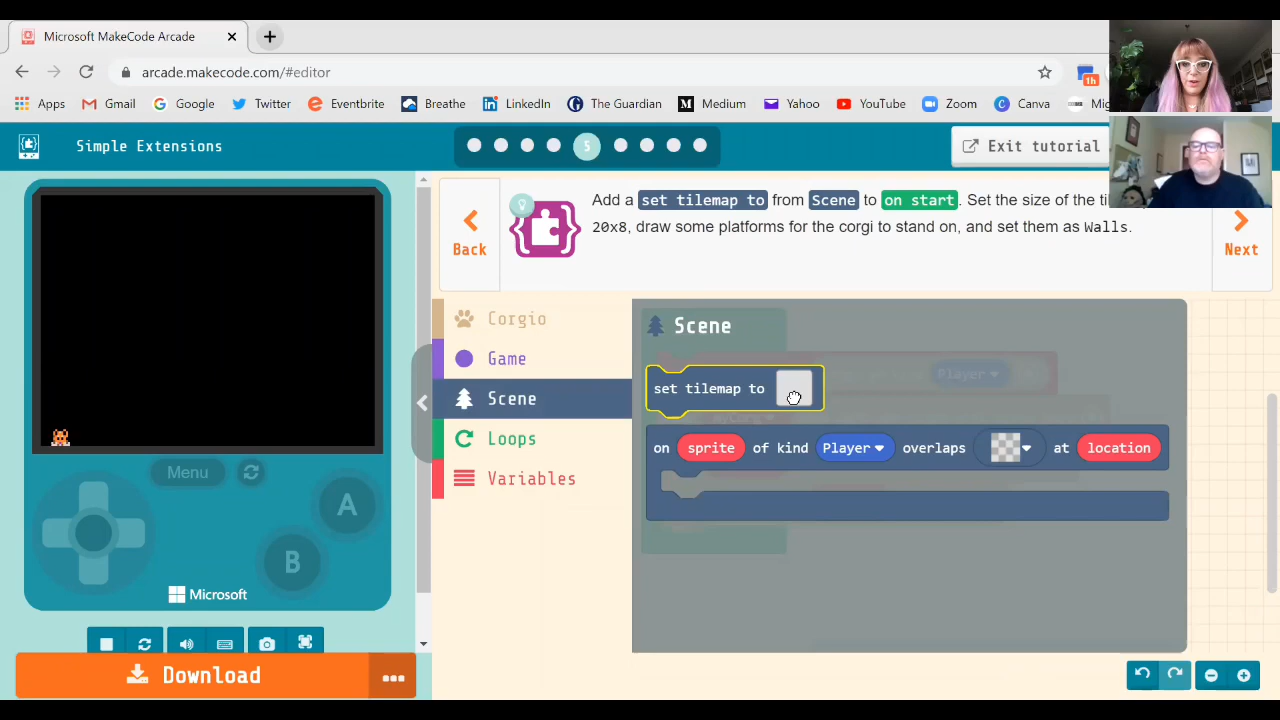 Microsoft MakeCode Arcade
arcade.makecode.com/#editor
1h
Apps
Gmail
Google
Twitter
Eventbrite
LinkedIn
The Guardian
Medium
Yahoo
YouTube
Zoom
Canva
Simple Extensions
5
Exit tutorial
Back
Add a set tilemap to from Scene to on start. Set the size of the
20x8, draw some platforms for the corgi to stand on, and set them as Walls.
Next
Corgio
Game
Scene
Loops
Variables
Scene
set tilemap to
Player
on sprite of kind Player overlaps at location
Menu
A
B
Microsoft
Download